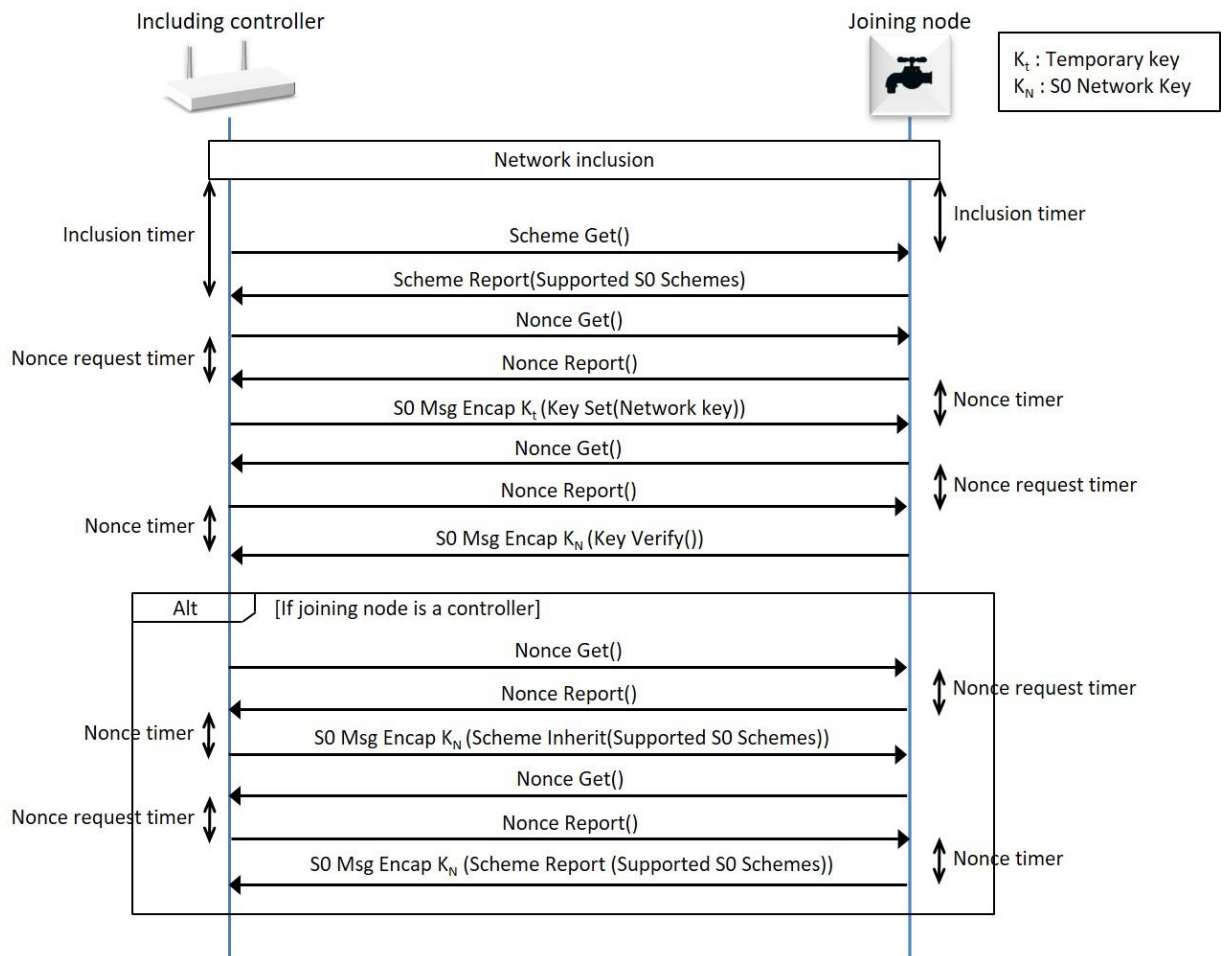 Including controller
Joining node
Kₜ : Temporary key
K_N : S0 Network Key
Network inclusion
Inclusion timer
Inclusion timer
Scheme Get()
Scheme Report(Supported S0 Schemes)
Nonce Get()
Nonce request timer
Nonce Report()
Nonce timer
S0 Msg Encap Kₜ (Key Set(Network key))
Nonce Get()
Nonce request timer
Nonce Report()
Nonce timer
S0 Msg Encap K_N (Key Verify())
Alt
[If joining node is a controller]
Nonce Get()
Nonce request timer
Nonce Report()
Nonce timer
S0 Msg Encap K_N (Scheme Inherit(Supported S0 Schemes))
Nonce Get()
Nonce request timer
Nonce Report()
Nonce timer
S0 Msg Encap K_N (Scheme Report (Supported S0 Schemes))